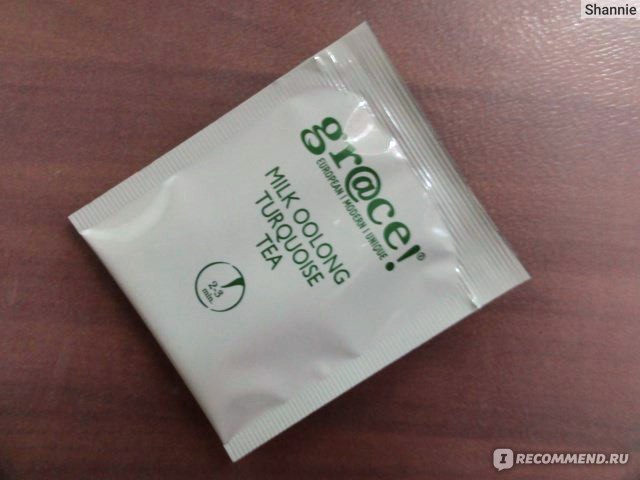 Shannie
gr@ce!®
EUROPEAN | MODERN | UNIQUE
MILK OOLONG
TURQUOISE
TEA
2-3
min.
I RECOMMEND.RU